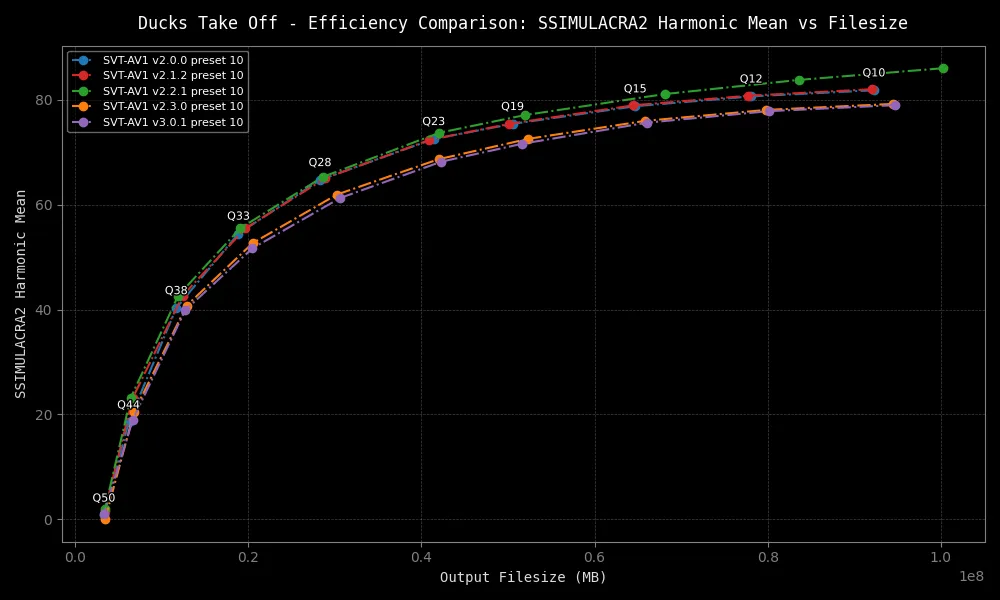 Ducks Take Off - Efficiency Comparison: SSIMULACRA2 Harmonic Mean vs Filesize
SVT-AV1 v2.0.0 preset 10
SVT-AV1 v2.1.2 preset 10
SVT-AV1 v2.2.1 preset 10
SVT-AV1 v2.3.0 preset 10
SVT-AV1 v3.0.1 preset 10
Q10
Q12
Q15
Q19
Q23
Q28
Q33
Q38
Q44
Q50
SSIMULACRA2 Harmonic Mean
80
60
40
20
0
0.0 0.2 0.4 0.6 0.8 1.0
1e8
Output Filesize (MB)